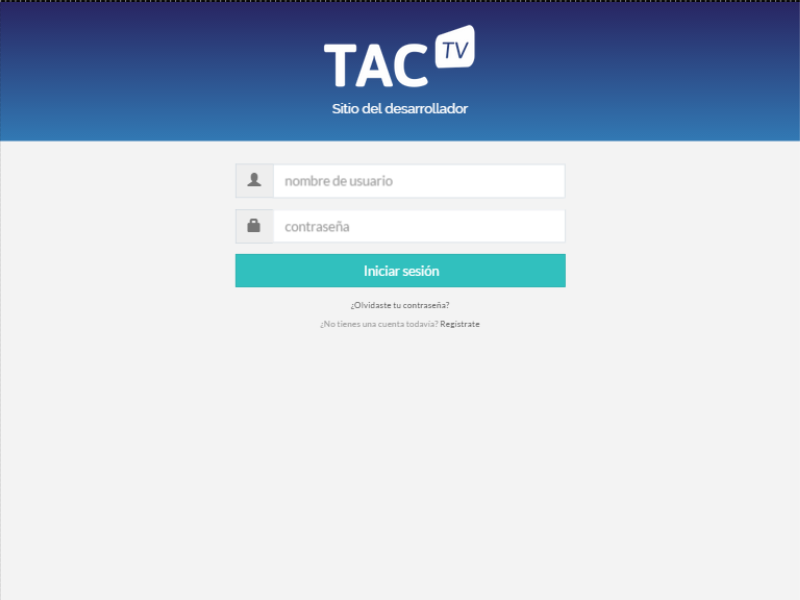 TAC TV
Sitio del desarrollador
nombre de usuario
contraseña
Iniciar sesión
¿Olvidaste tu contraseña?
¿No tienes una cuenta todavía? Regístrate